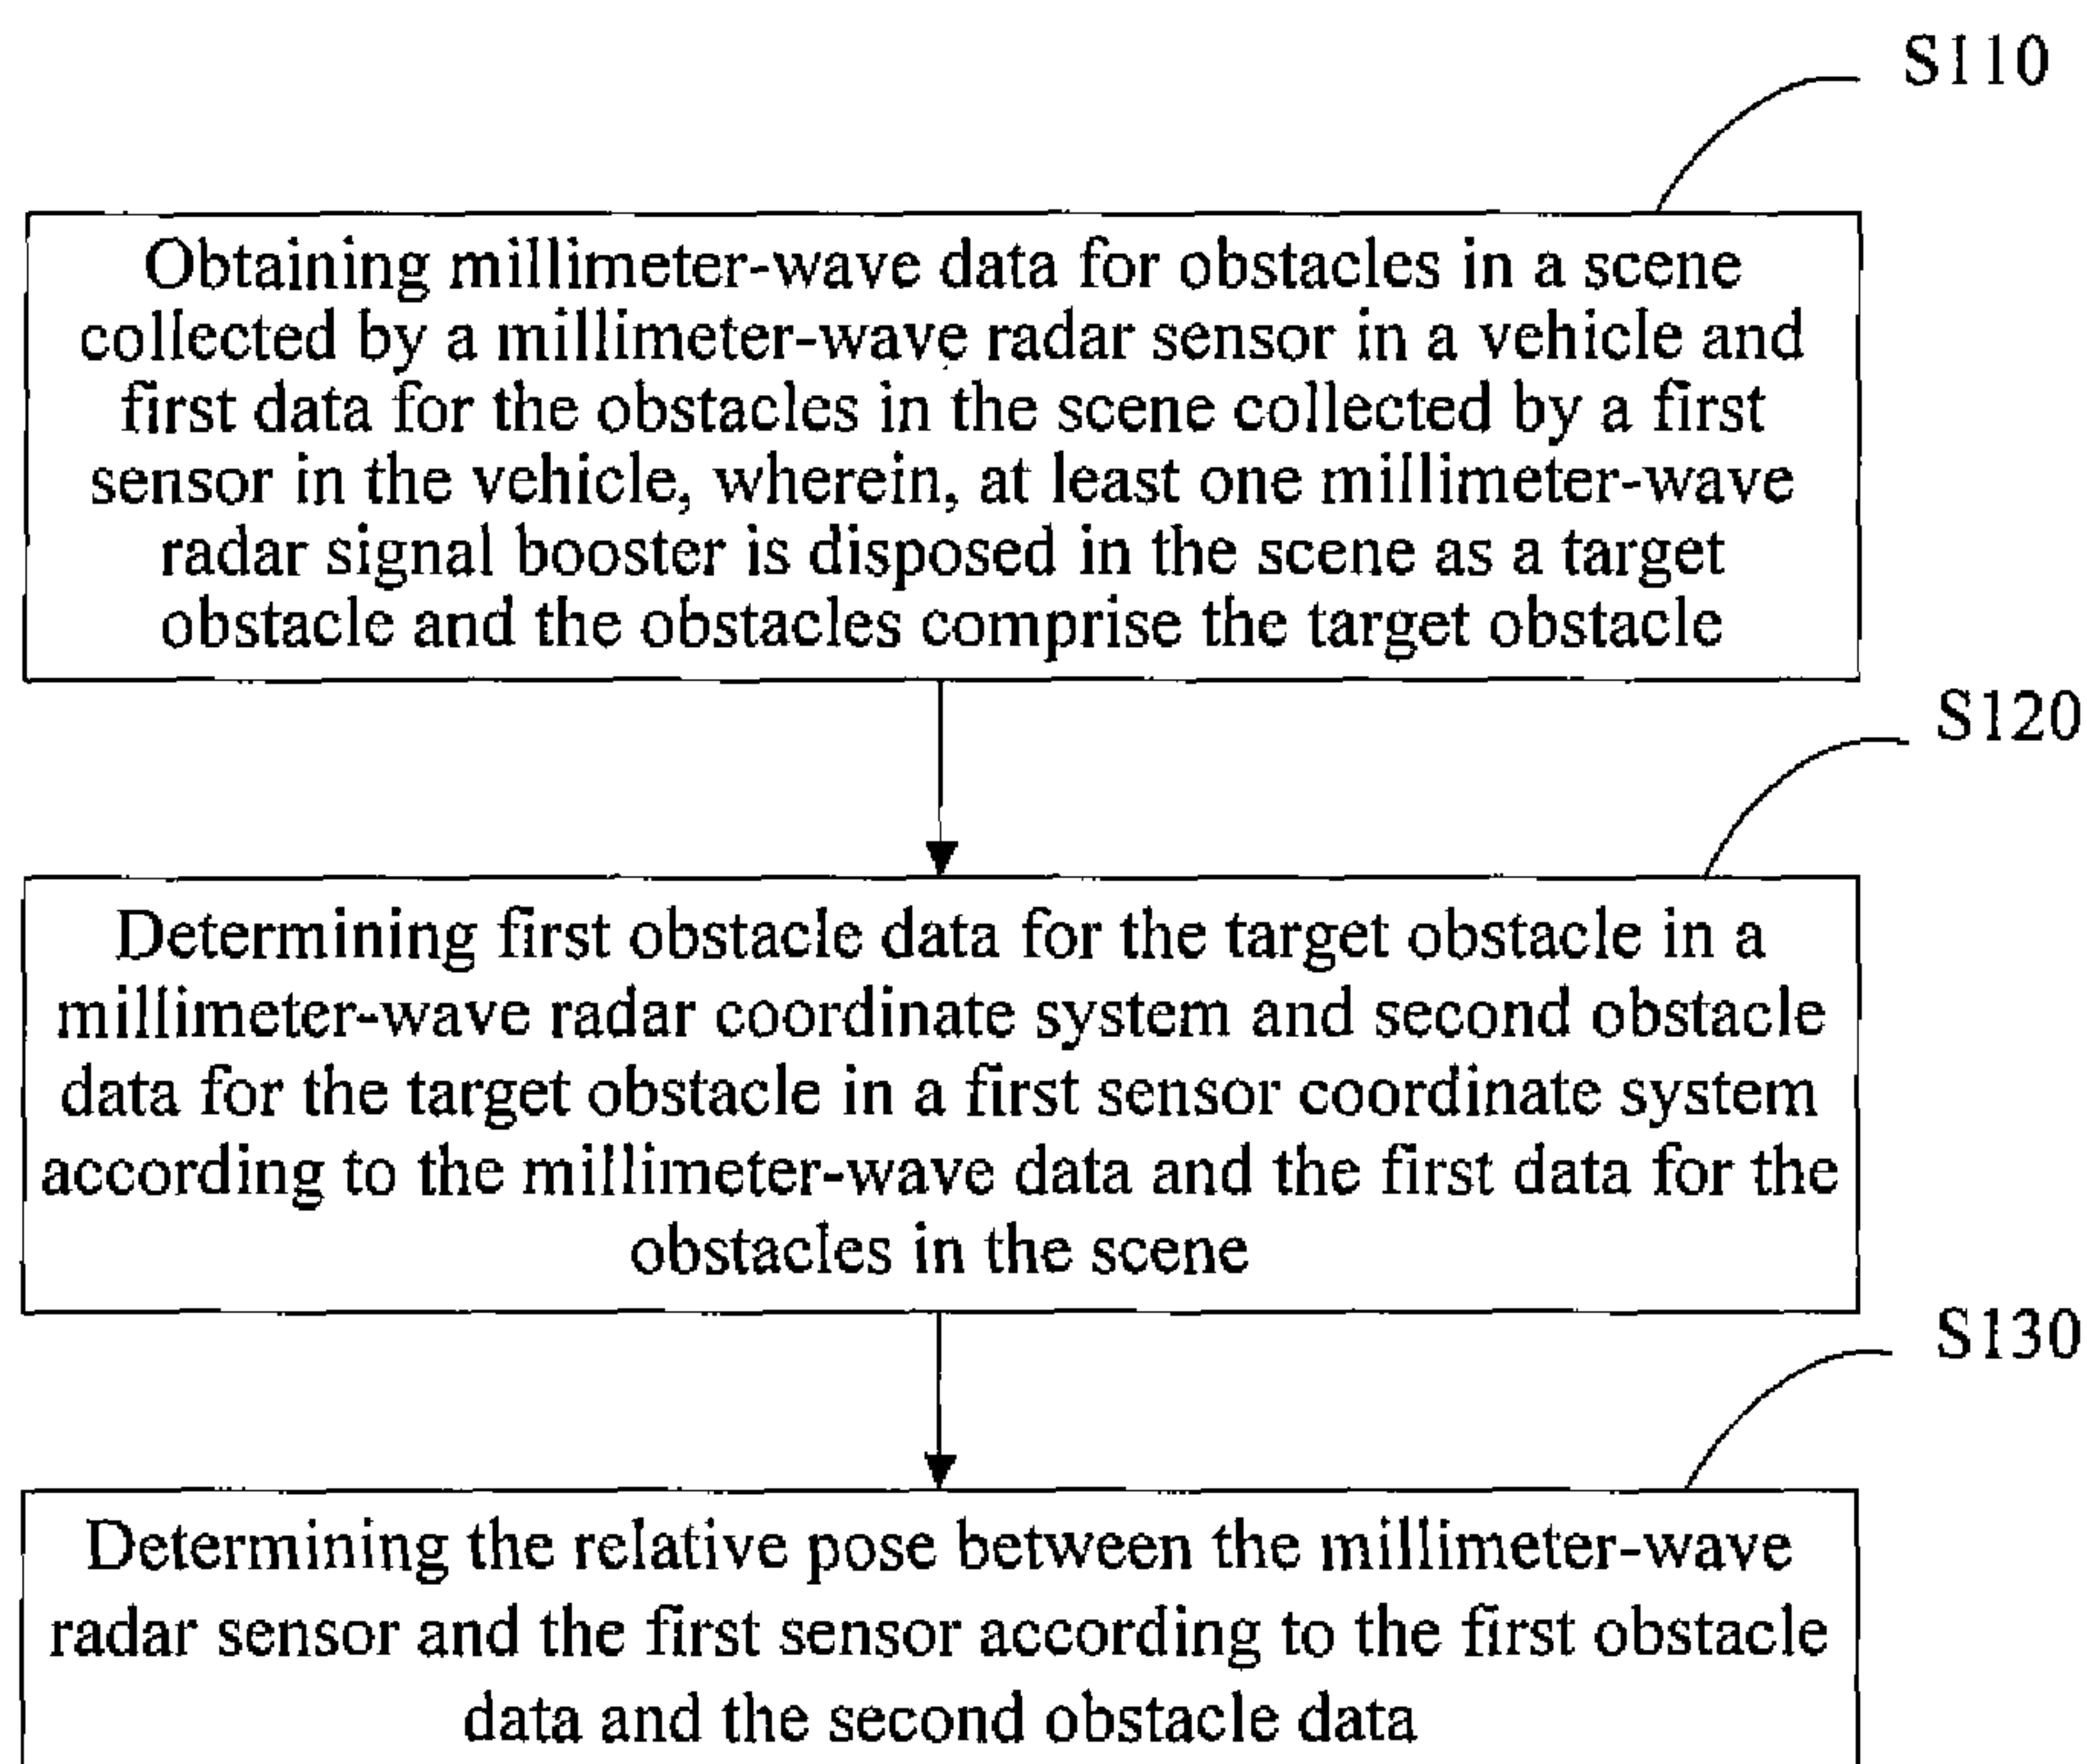 S110
Obtaining millimeter-wave data for obstacles in a scene
collected by a millimeter-wave radar sensor in a vehicle and
first data for the obstacles in the scene collected by a first
sensor in the vehicle, wherein, at least one millimeter-wave
radar signal booster is disposed in the scene as a target
obstacle and the obstacles comprise the target obstacle
S120
Determining first obstacle data for the target obstacle in a
millimeter-wave radar coordinate system and second obstacle
data for the target obstacle in a first sensor coordinate system
according to the millimeter-wave data and the first data for the
obstacles in the scene
S130
Determining the relative pose between the millimeter-wave
radar sensor and the first sensor according to the first obstacle
data and the second obstacle data